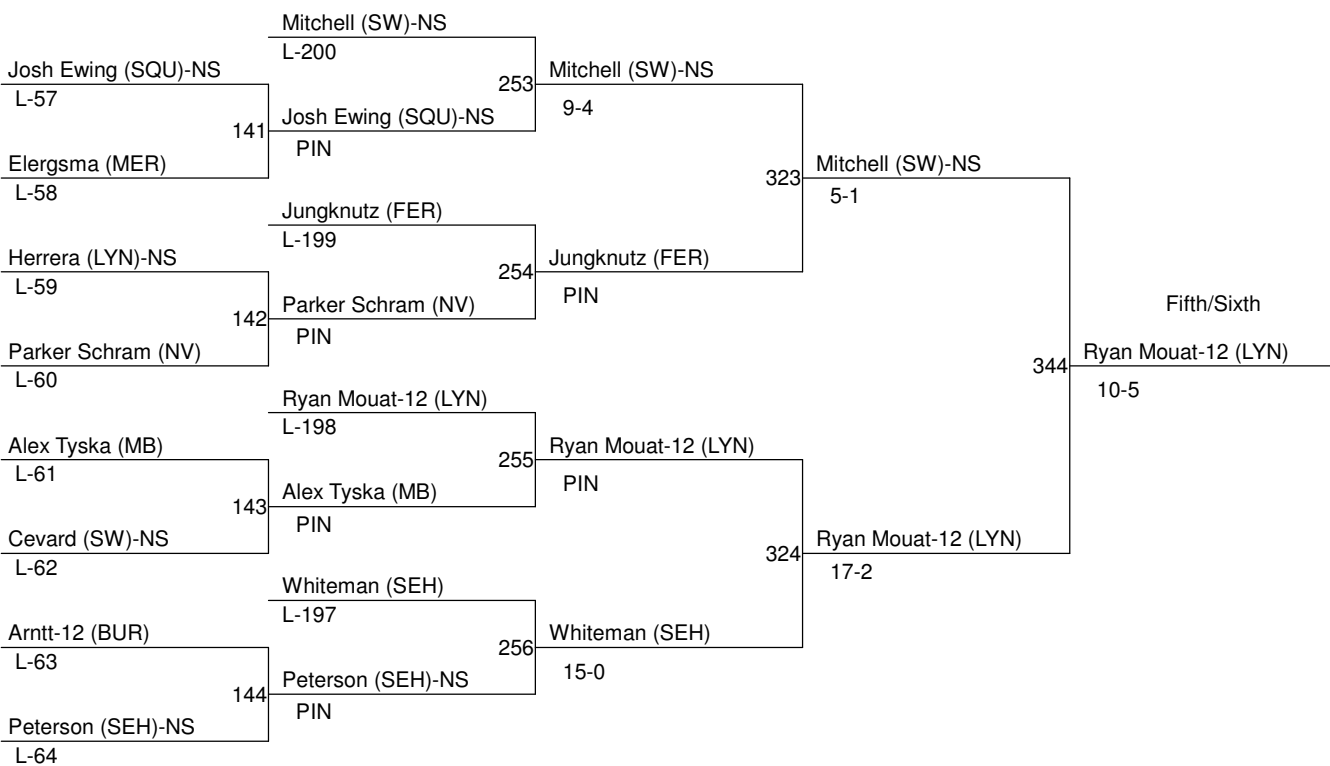 Mitchell (SW)-NS
L-200
Josh Ewing (SQU)-NS
L-57
253
Mitchell (SW)-NS
9-4
141
Josh Ewing (SQU)-NS
PIN
Elergsma (MER)
L-58
323
Mitchell (SW)-NS
5-1
Jungknutz (FER)
L-199
Herrera (LYN)-NS
L-59
254
Jungknutz (FER)
PIN
142
Parker Schram (NV)
PIN
Fifth/Sixth
Parker Schram (NV)
L-60
344
Ryan Mouat-12 (LYN)
10-5
Ryan Mouat-12 (LYN)
L-198
Alex Tyska (MB)
L-61
255
Ryan Mouat-12 (LYN)
PIN
143
Alex Tyska (MB)
PIN
Cevard (SW)-NS
L-62
324
Ryan Mouat-12 (LYN)
17-2
Whiteman (SEH)
L-197
Arntt-12 (BUR)
L-63
256
Whiteman (SEH)
15-0
144
Peterson (SEH)-NS
PIN
Peterson (SEH)-NS
L-64